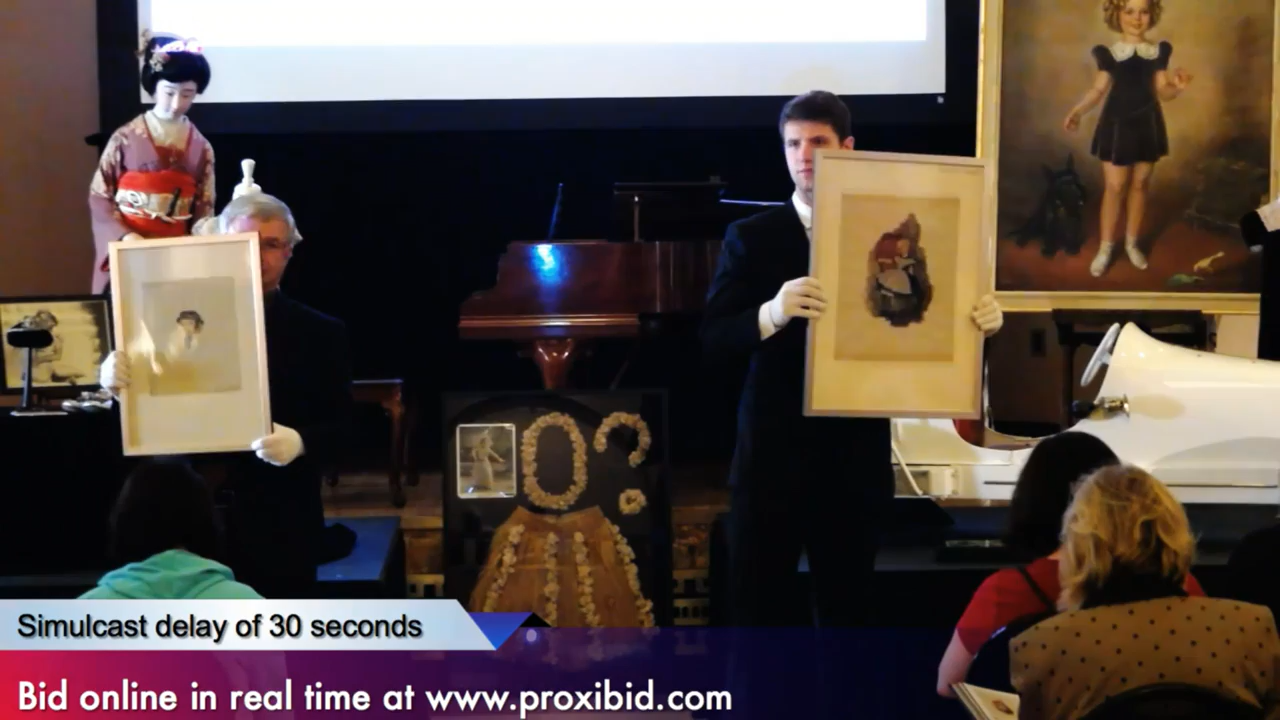 Simulcast delay of 30 seconds
Bid online in real time at www.proxibid.com